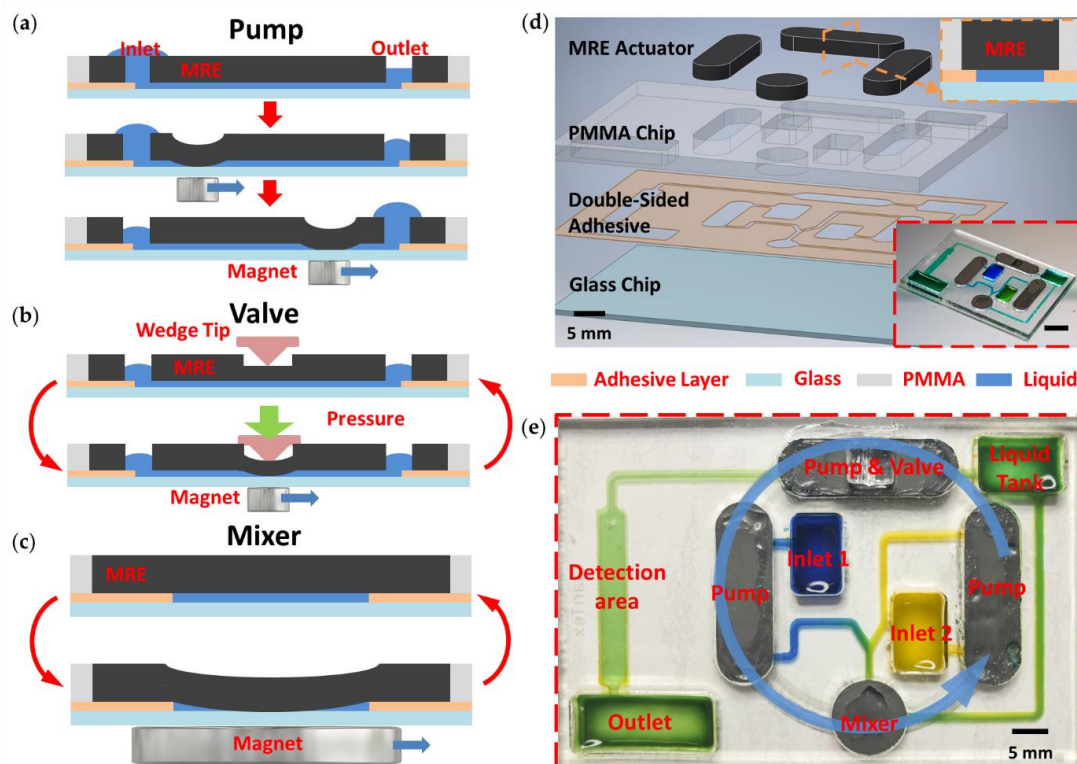 (a)
Pump
Inlet
Outlet
MRE
Magnet
(b)
Valve
Wedge Tip
MRE
Pressure
Magnet
(c)
Mixer
MRE
Magnet
(d)
MRE Actuator
MRE
PMMA Chip
Double-Sided
Adhesive
Glass Chip
5 mm
Adhesive Layer
Glass
PMMA
Liquid
(e)
Pump & Valve
Liquid
Tank
Inlet 1
Detection
area
Pump
Pump
Inlet 2
Outlet
Mixer
5 mm